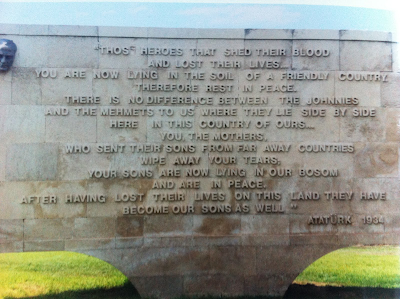 "THOSE HEROES THAT SHED THEIR BLOOD
AND LOST THEIR LIVES...
YOU ARE NOW LYING IN THE SOIL OF A FRIENDLY COUNTRY.
THEREFORE REST IN PEACE.
THERE IS NO DIFFERENCE BETWEEN THE JOHNNIES
AND THE MEHMETS TO US WHERE THEY LIE SIDE BY SIDE
HERE IN THIS COUNTRY OF OURS...
YOU, THE MOTHERS,
WHO SENT THEIR SONS FROM FAR AWAY COUNTRIES
WIPE AWAY YOUR TEARS;
YOUR SONS ARE NOW LYING IN OUR BOSOM
AND ARE IN PEACE.
AFTER HAVING LOST THEIR LIVES ON THIS LAND THEY HAVE
BECOME OUR SONS AS WELL."
ATATÜRK 1934